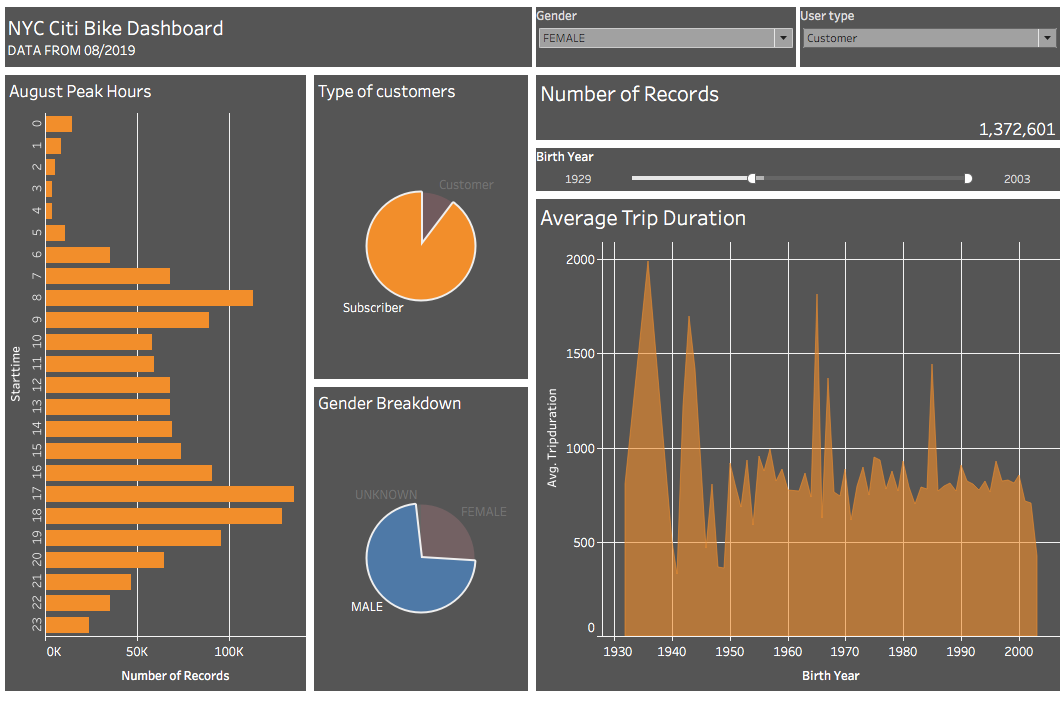 NYC Citi Bike Dashboard
DATA FROM 08/2019
Gender
FEMALE
User type
Customer
August Peak Hours
Starttime
0
1
2
3
4
5
6
7
8
9
10
11
12
13
14
15
16
17
18
19
20
21
22
23
0K 50K 100K
Number of Records
Type of customers
Customer
Subscriber
Gender Breakdown
UNKNOWN
FEMALE
MALE
Number of Records
1,372,601
Birth Year
1929 2003
Average Trip Duration
Avg. Tripduration
2000
1500
1000
500
0
1930 1940 1950 1960 1970 1980 1990 2000
Birth Year